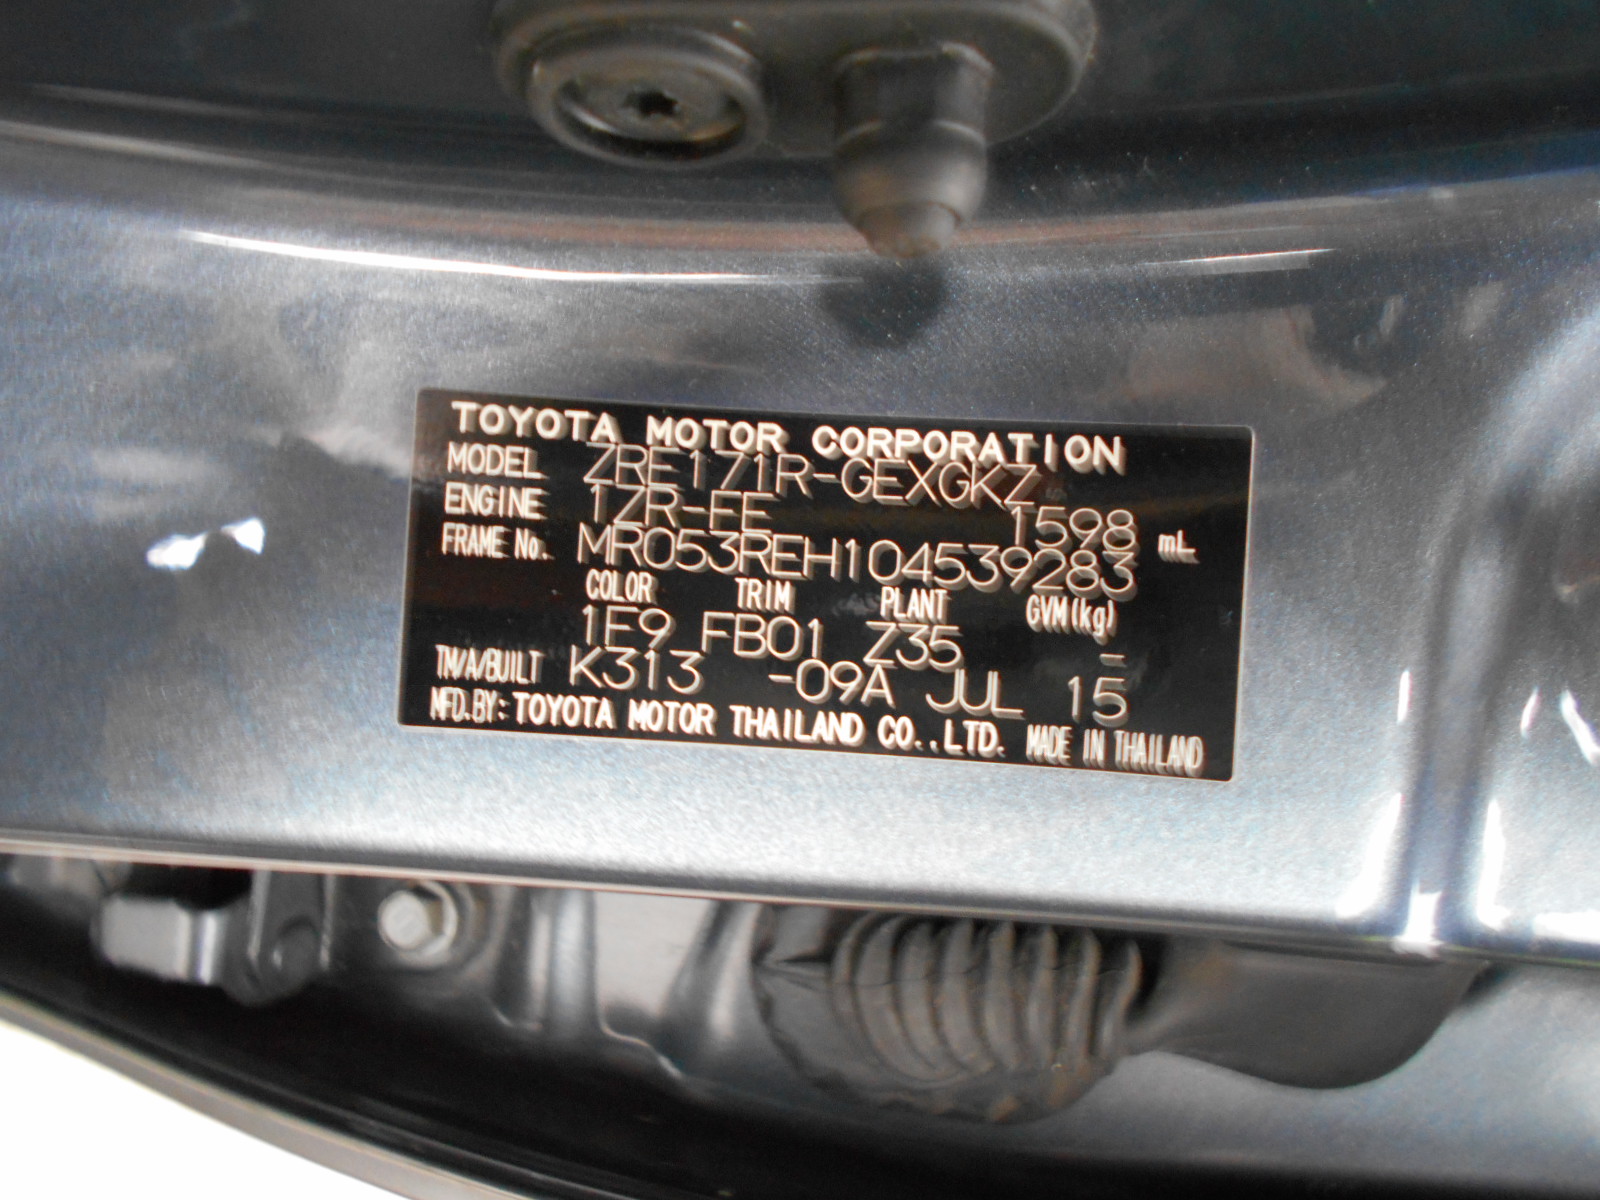 TOYOTA MOTOR CORPORATION
MODEL ZRE171R-GEXGKZ
ENGINE 1ZR-FE 1598 mL
FRAME No. MR053REH104539283
COLOR TRIM PLANT GVM(kg)
1F9 FB01 Z35 -
TM/A/BUILT K313 -09A JUL 15
MFD.BY: TOYOTA MOTOR THAILAND CO.,LTD. MADE IN THAILAND